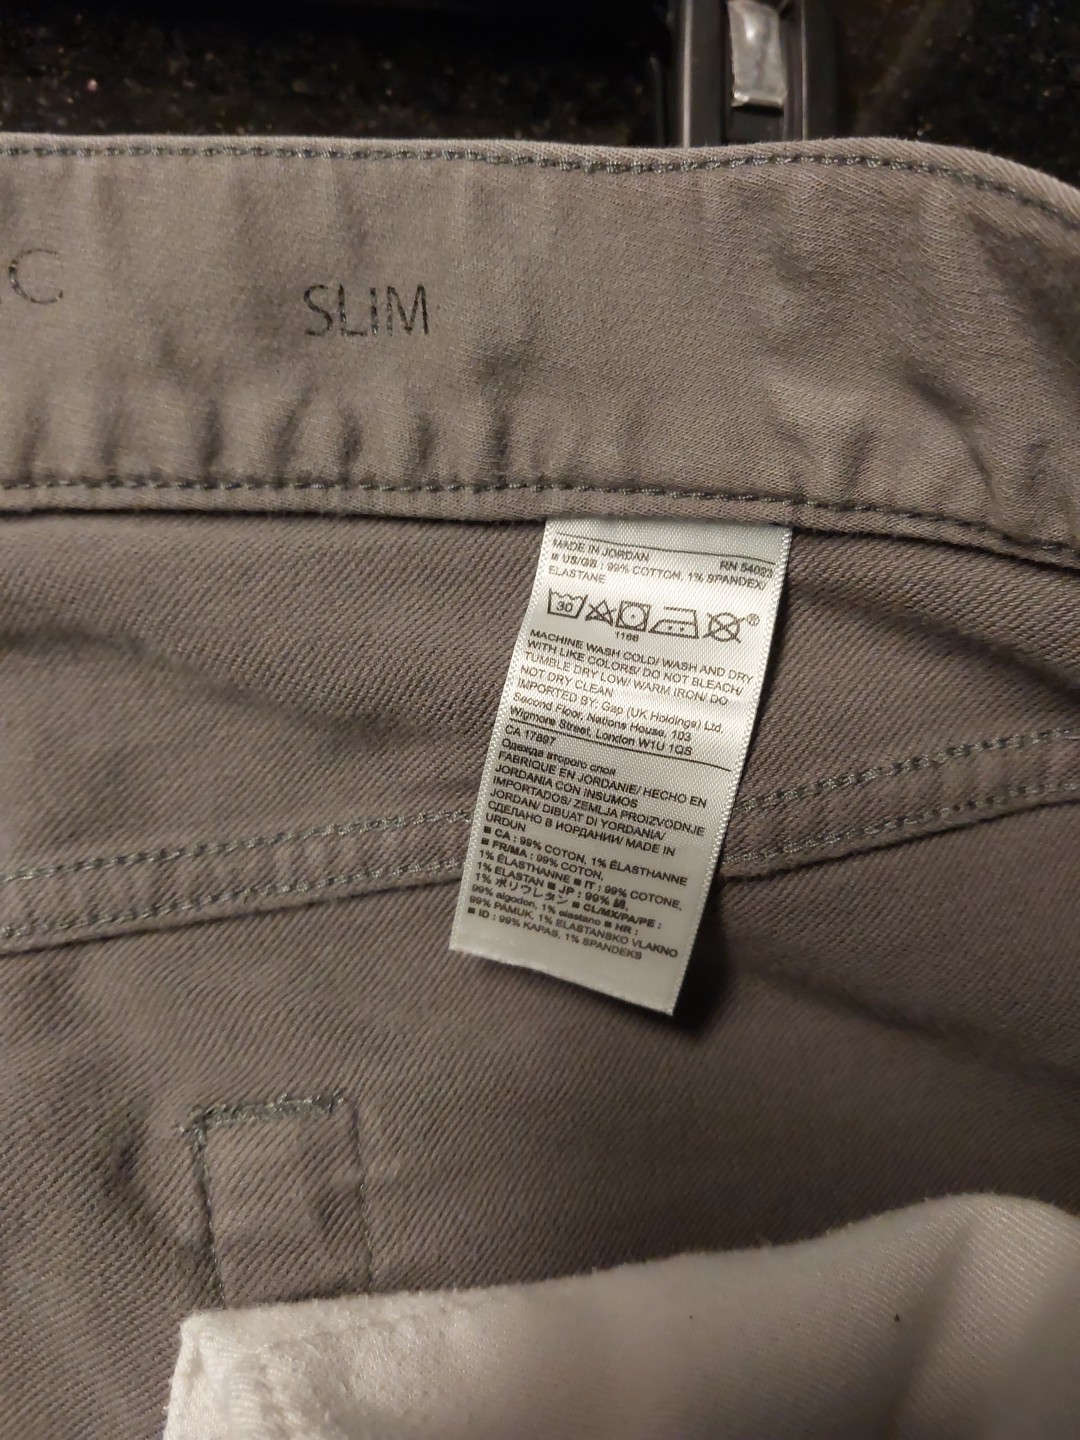 SLIM
MADE IN JORDAN
RN 54023
■ US/GB : 99% COTTON, 1% SPANDEX/
ELASTANE
30
®
1168
MACHINE WASH COLD/ WASH AND DRY
WITH LIKE COLORS/ DO NOT BLEACH/
TUMBLE DRY LOW/ WARM IRON/ DO
NOT DRY CLEAN
IMPORTED BY: Gap (UK Holdings) Ltd.
Second Floor, Nations House, 103
Wigmore Street, London W1U 1QS
CA 17897
Одежда второго слоя
FABRIQUE EN JORDANIE/ HECHO EN
JORDANIA CON INSUMOS
IMPORTADOS/ ZEMLJA PROIZVODNJE
JORDAN/ DIBUAT DI YORDANIA/
СДЕЛАНО В ИОРДАНИИ/ MADE IN
URDUN
■ CA : 99% COTON, 1% ÉLASTHANNE
■ FR/MA : 99% COTON,
1% ÉLASTHANNE ■ IT : 99% COTONE,
1% ELASTAN ■ JP : 99% 綿,
1% ポリウレタン ■ CL/MX/PA/PE :
99% algodon, 1% elastano ■ HR :
99% PAMUK, 1% ELASTANSKO VLAKNO
■ ID : 99% KAPAS, 1% SPANDEKS